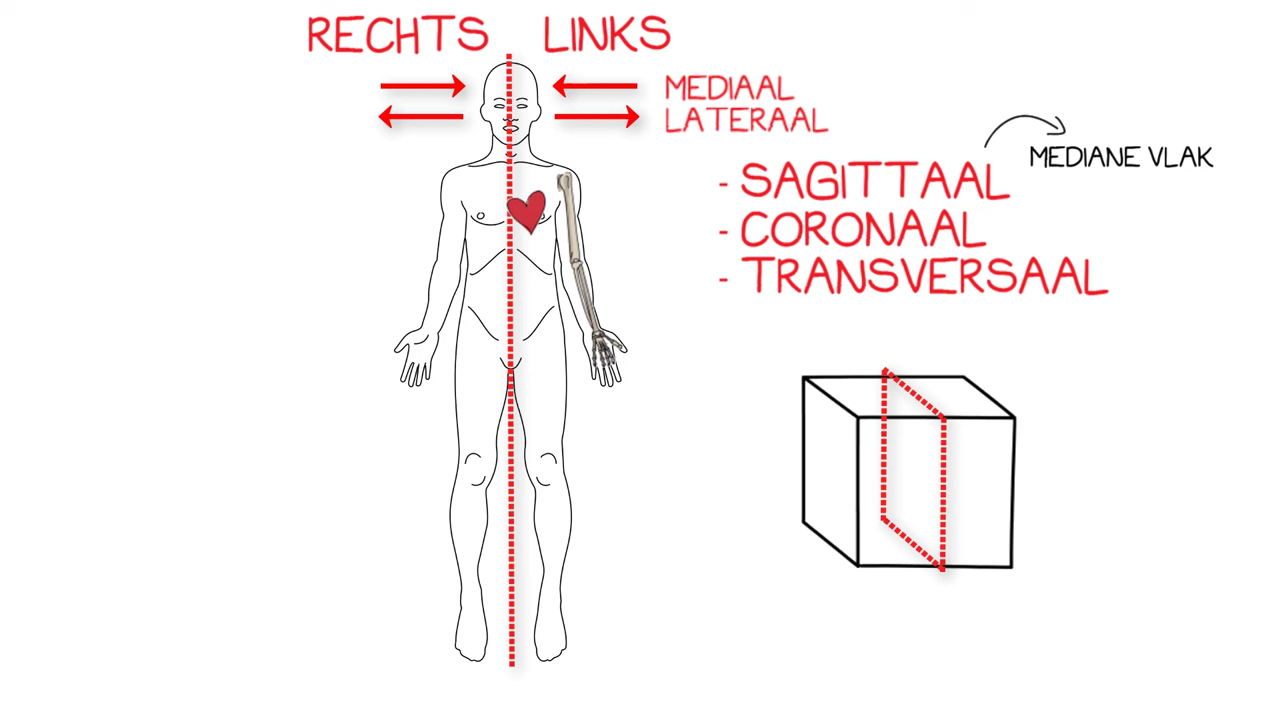 RECHTS LINKS
MEDIAAL
LATERAAL
MEDIANE VLAK
- SAGITTAAL
- CORONAAL
- TRANSVERSAAL